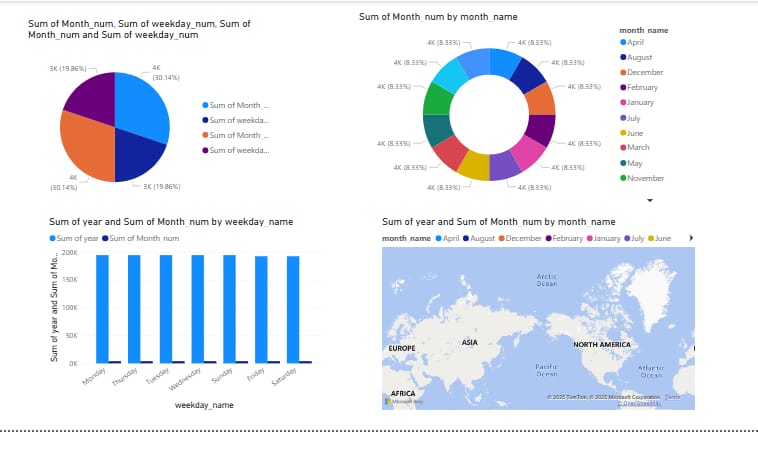 Sum of Month_num, Sum of weekday_num, Sum of
Month_num and Sum of weekday_num
3K (19.86%)
4K
(30.14%)
4K
(30.14%)
3K (19.86%)
Sum of Month_...
Sum of weekda...
Sum of Month_...
Sum of weekda...
Sum of Month_num by month_name
4K (8.33%)
4K (8.33%)
4K (8.33%)
4K (8.33%)
4K (8.33%)
4K (8.33%)
4K (8.33%)
4K (8.33%)
4K (8.33%)
4K (8.33%)
4K (8.33%)
4K (8.33%)
month_name
April
August
December
February
January
July
June
March
May
November
Sum of year and Sum of Month_num by weekday_name
Sum of year Sum of Month_num
Sum of year and Sum of Mo...
200K
150K
100K
50K
0K
Monday
Thursday
Tuesday
Wednesday
Sunday
Friday
Saturday
weekday_name
Sum of year and Sum of Month_num by month_name
month_name April August December February January July June
Arctic
Ocean
EUROPE
ASIA
NORTH AMERICA
Pacific
Ocean
Atlantic
Ocean
AFRICA
Microsoft Bing
© 2025 TomTom, © 2025 Microsoft Corporation, Terms
© OpenStreetMap